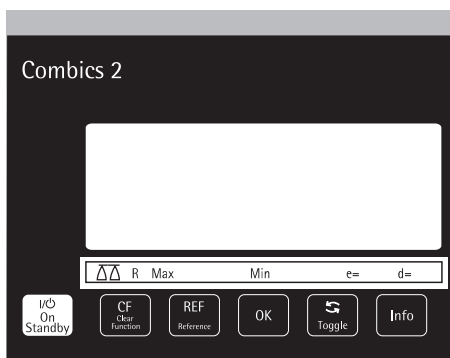 Combics 2
R Max Min e= d=
I/⏻
On
Standby
CF
Clear
Function
REF
Reference
OK
Toggle
Info